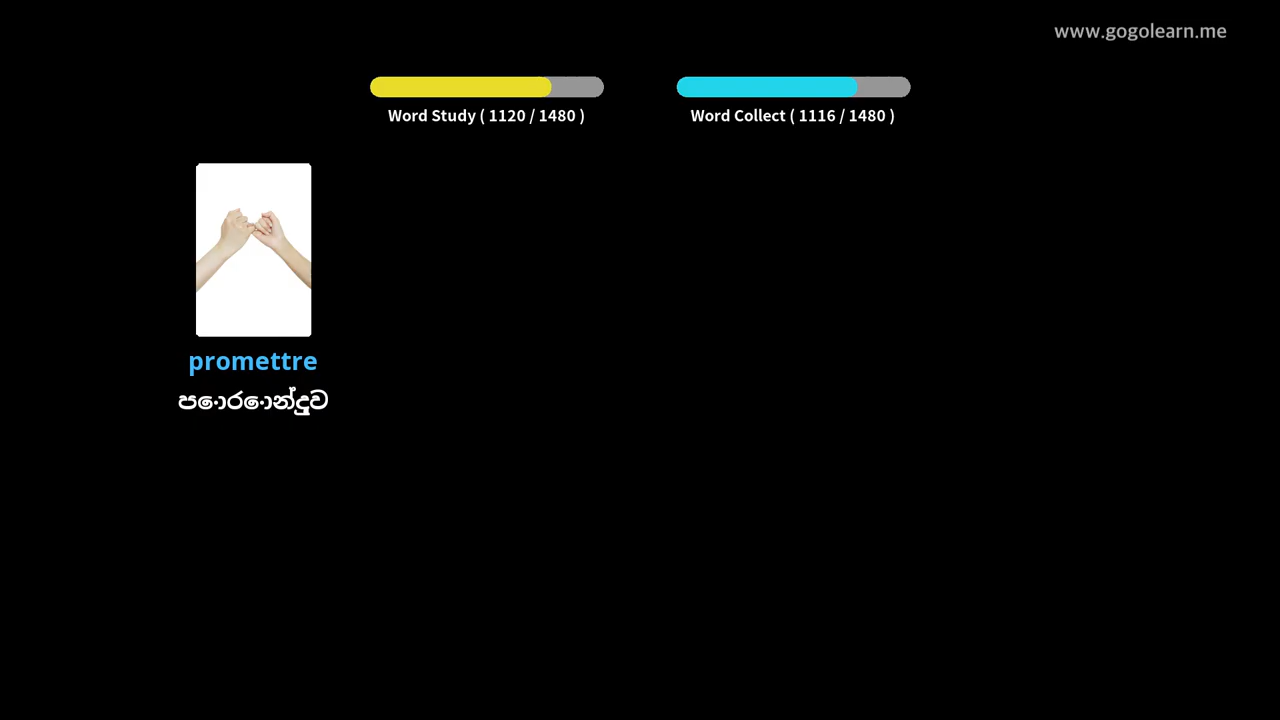 www.gogolearn.me
Word Study ( 1120 / 1480 )
Word Collect ( 1116 / 1480 )
promettre
පොරොන්දුව